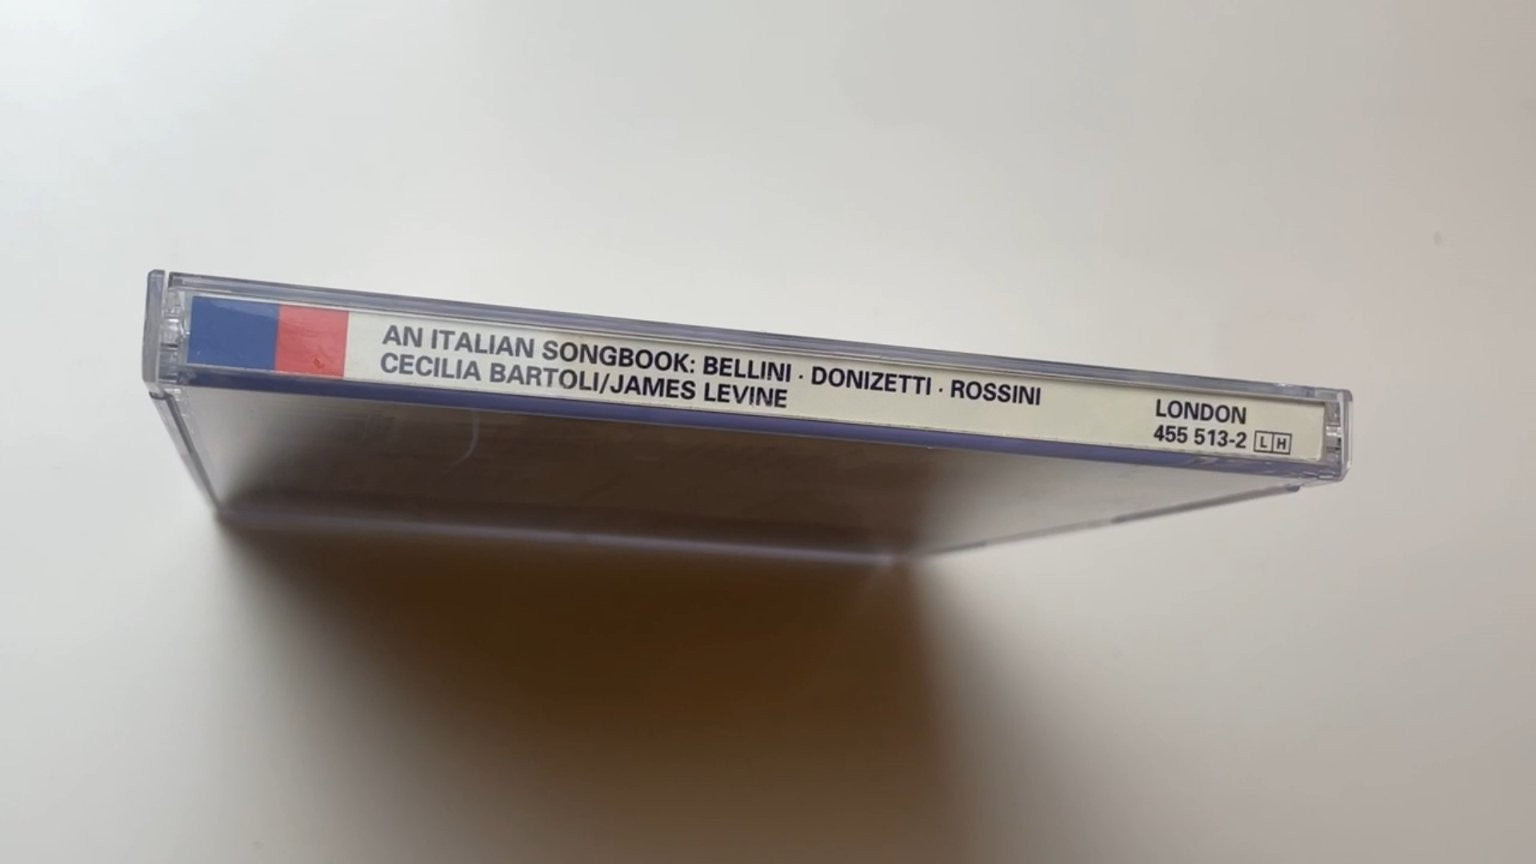 AN ITALIAN SONGBOOK: BELLINI · DONIZETTI · ROSSINI
CECILIA BARTOLI/JAMES LEVINE
LONDON
455 513-2 LH